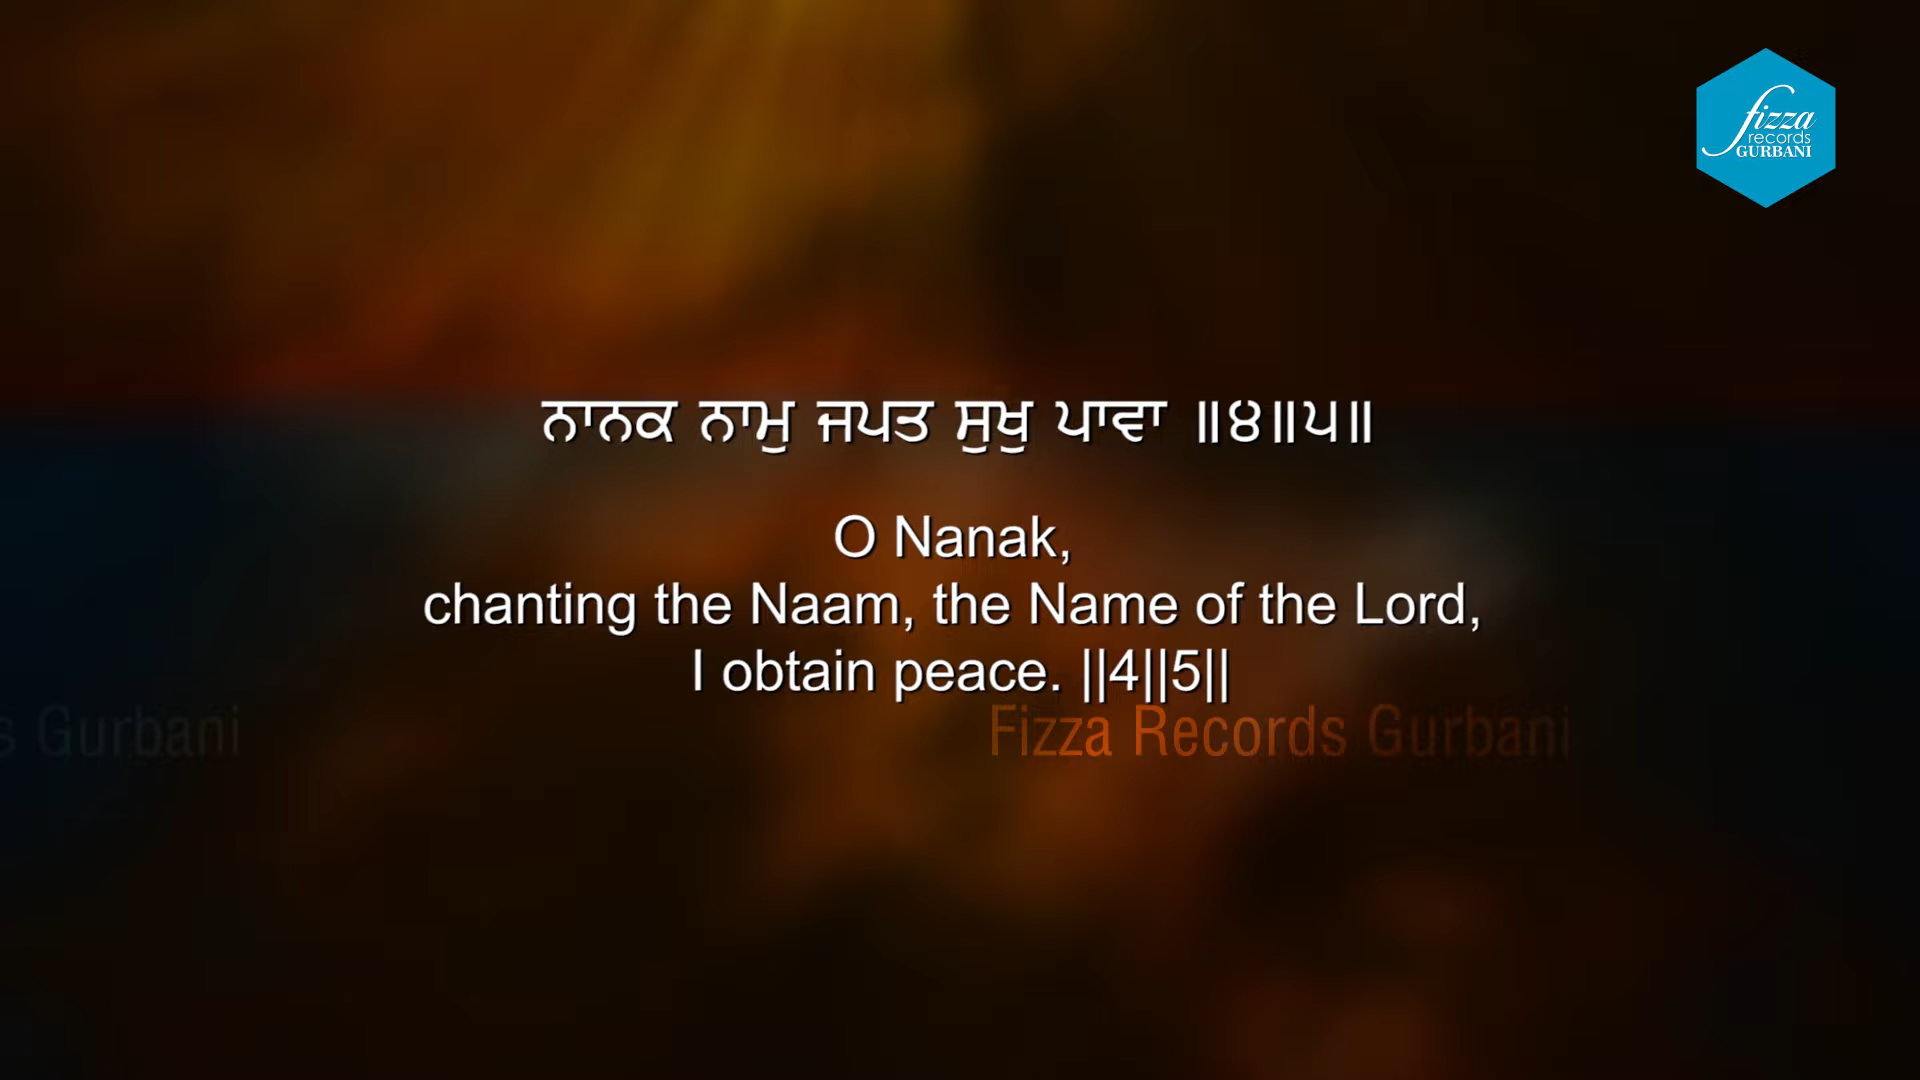 fizza
records
GURBANI
ਨਾਨਕ ਨਾਮੁ ਜਪਤ ਸੁਖੁ ਪਾਵਾ ॥੪॥੫॥
O Nanak,
chanting the Naam, the Name of the Lord,
I obtain peace. ||4||5||
s Gurbani Fizza Records Gurbani